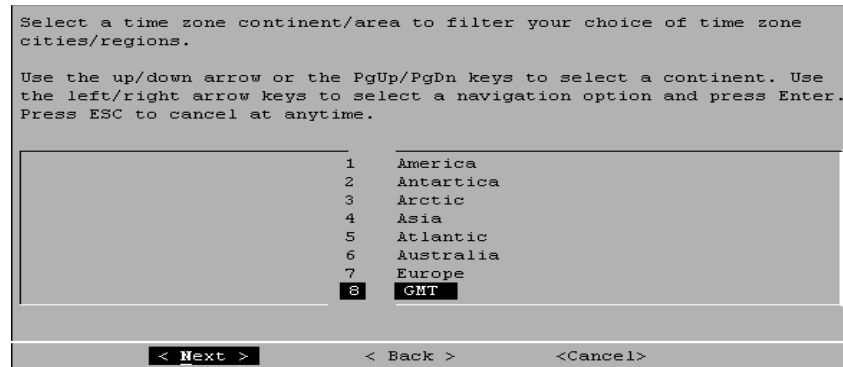 Select a time zone continent/area to filter your choice of time zone
cities/regions.
Use the up/down arrow or the PgUp/PgDn keys to select a continent. Use
the left/right arrow keys to select a navigation option and press Enter.
Press ESC to cancel at anytime.
1 America
2 Antartica
3 Arctic
4 Asia
5 Atlantic
6 Australia
7 Europe
8 GMT
< Next > < Back > <Cancel>